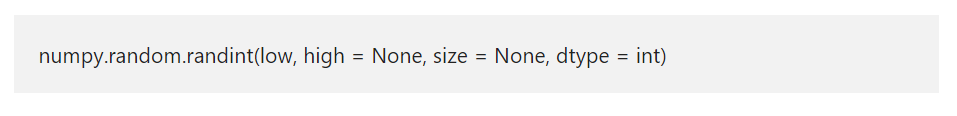 numpy.random.randint(low, high = None, size = None, dtype = int)